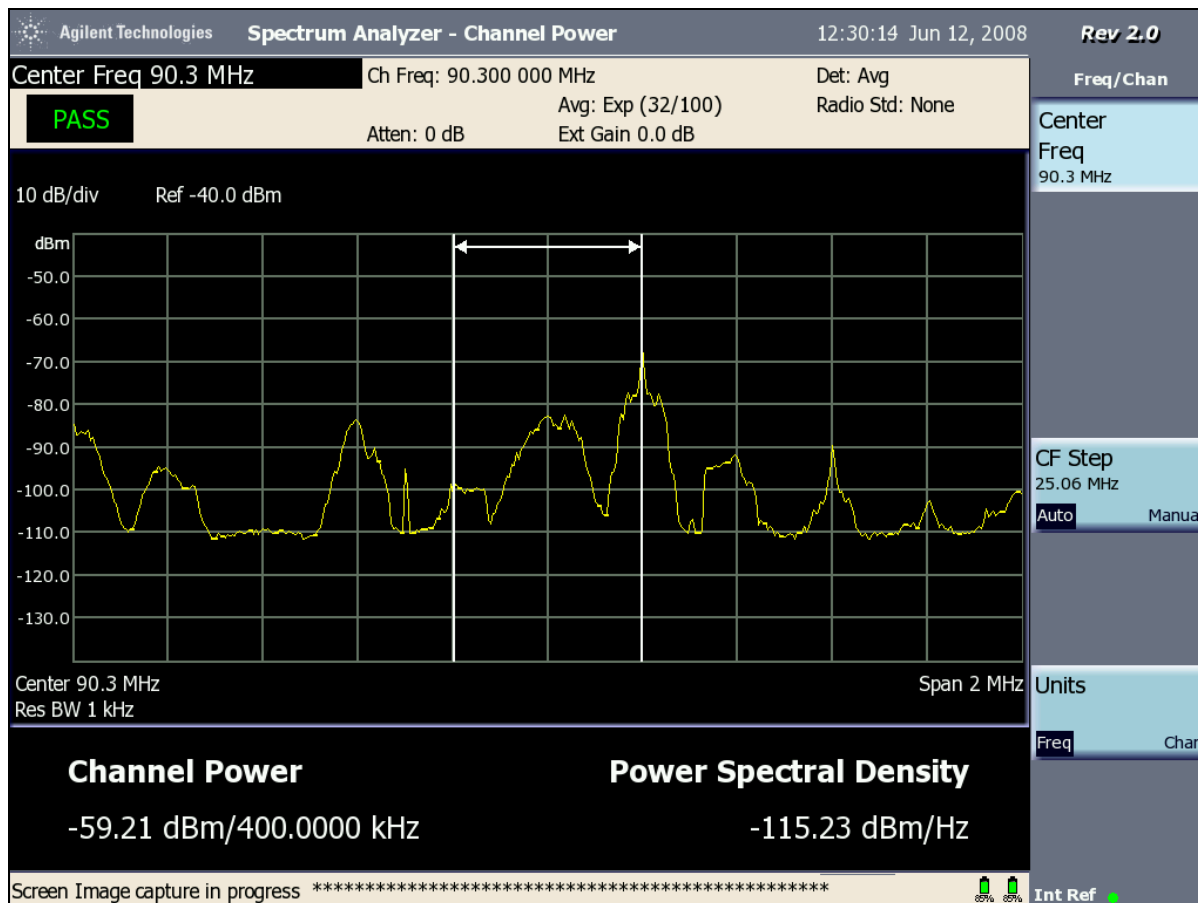 Agilent Technologies Spectrum Analyzer - Channel Power 12:30:14 Jun 12, 2008 Rev 2.0
Center Freq 90.3 MHz Ch Freq: 90.300 000 MHz Det: Avg Freq/Chan
PASS Avg: Exp (32/100) Radio Std: None
Atten: 0 dB Ext Gain 0.0 dB
Center
Freq
90.3 MHz
10 dB/div Ref -40.0 dBm
dBm
-50.0
-60.0
-70.0
-80.0
-90.0
-100.0
-110.0
-120.0
-130.0
CF Step
25.06 MHz
Auto Manua
Center 90.3 MHz Span 2 MHz
Res BW 1 kHz
Units
Freq Char
Channel Power Power Spectral Density
-59.21 dBm/400.0000 kHz -115.23 dBm/Hz
Screen Image capture in progress *************************************************** 85% 85% Int Ref